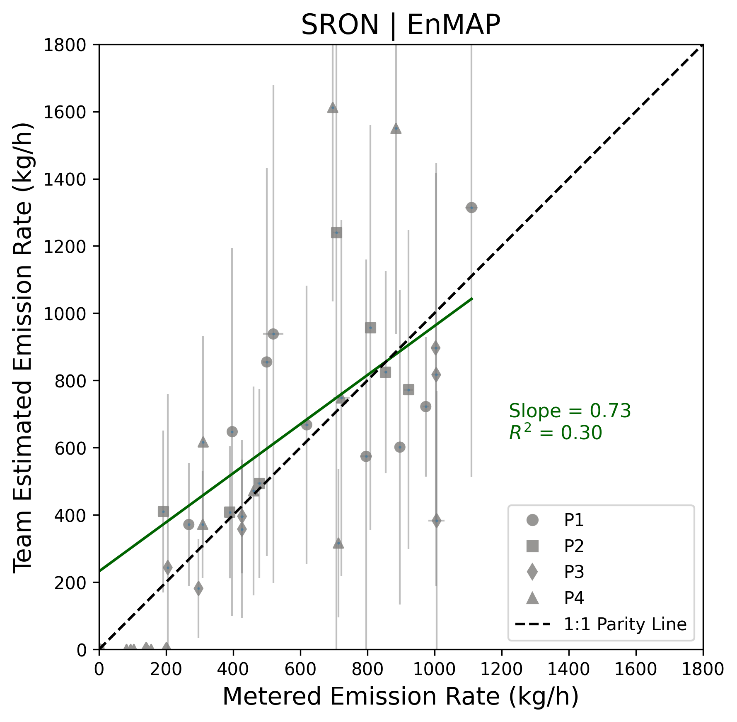 SRON | EnMAP
Team Estimated Emission Rate (kg/h)
1800
1600
1400
1200
1000
800
600
400
200
0
Slope = 0.73
R² = 0.30
P1
P2
P3
P4
1:1 Parity Line
0 200 400 600 800 1000 1200 1400 1600 1800
Metered Emission Rate (kg/h)